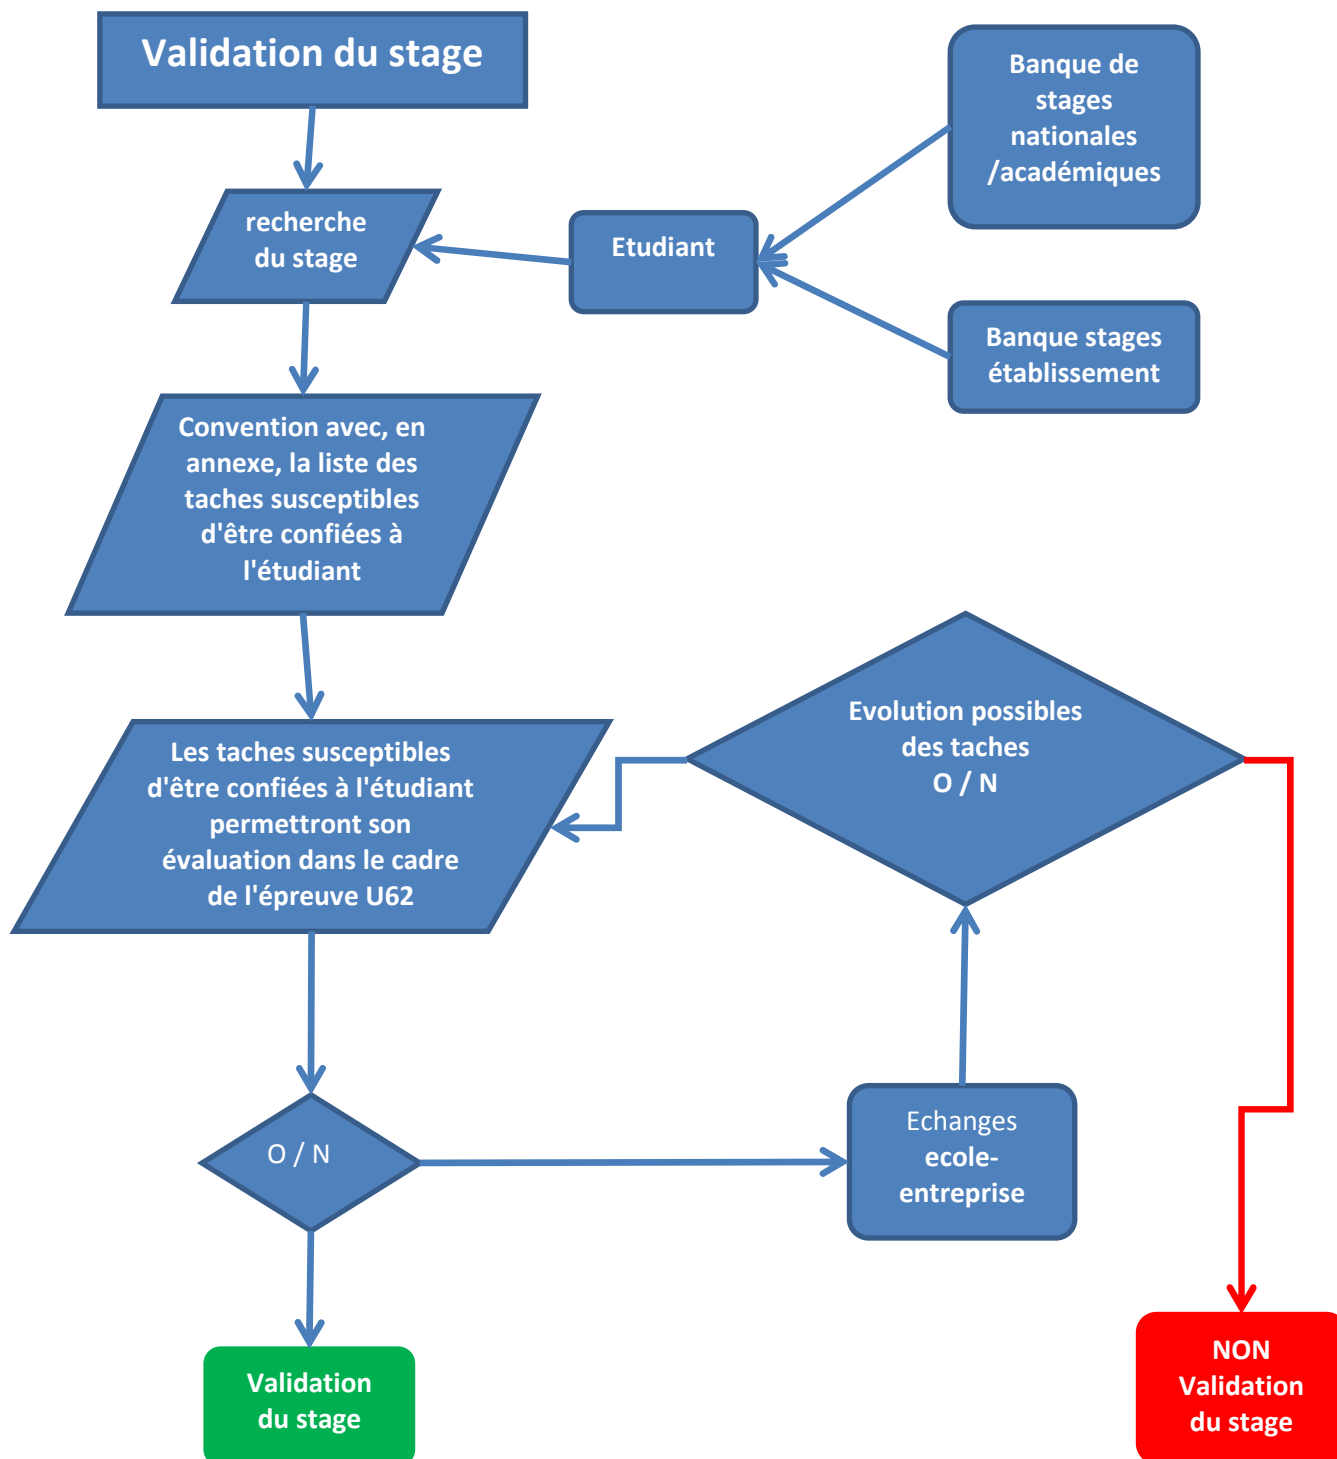 Validation du stage
Banque de
stages
nationales
/académiques
recherche
du stage
Etudiant
Banque stages
établissement
Convention avec, en
annexe, la liste des
taches susceptibles
d'être confiées à
l'étudiant
Evolution possibles
des taches
O / N
Les taches susceptibles
d'être confiées à l'étudiant
permettront son
évaluation dans le cadre
de l'épreuve U62
O / N
Echanges
ecole-
entreprise
Validation
du stage
NON
Validation
du stage